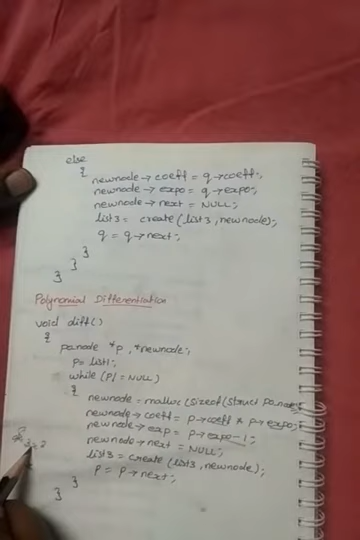 else
{ newnode → coeff = q → coeff;
newnode → expo = q → expo;
newnode → next = NULL;
list3 = create (list3, newnode);
q = q → next;
}
}
}
Polynomial Differentiation
void diff()
{
*p, *newnode;
p = list1;
while (p! = NULL)
{ newnode = malloc (sizeof (struct
newnode → coeff = p → coeff * p → expo;
newnode → exp = p → expo-1;
newnode → next = NULL;
list3 = create (list3, newnode);
p = p → next;
}
}